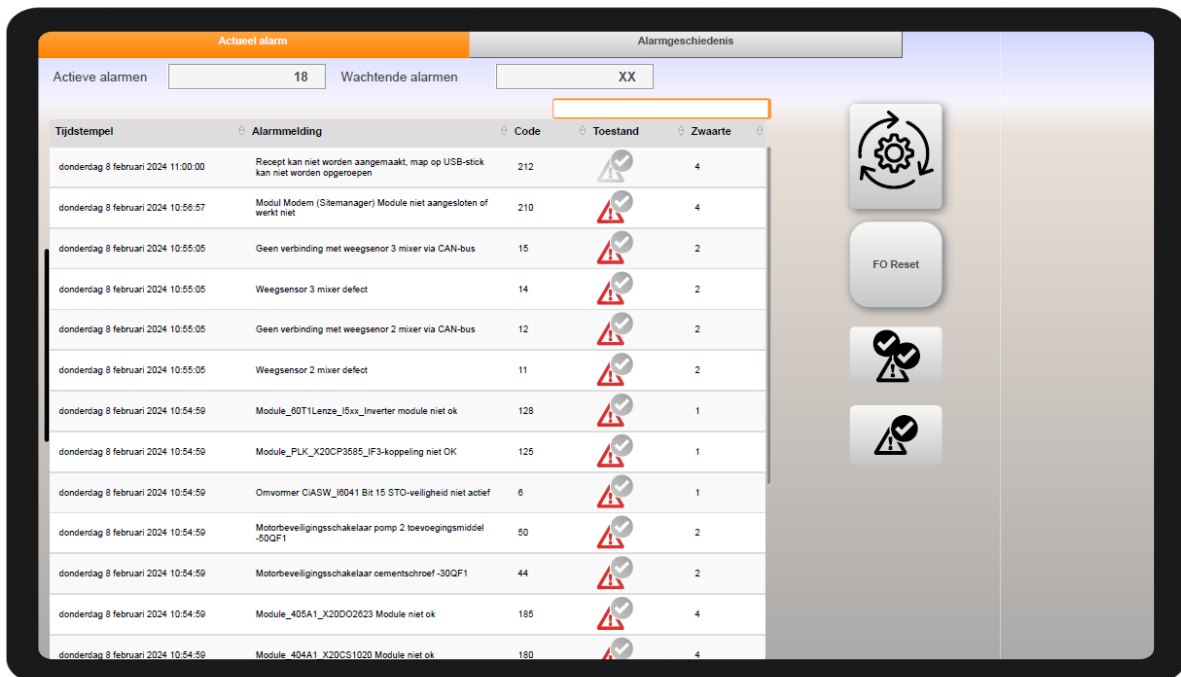 Actueel alarm Alarmgeschiedenis
Actieve alarmen 18 Wachtende alarmen XX
Tijdstempel Alarmmelding Code Toestand Zwaarte
donderdag 8 februari 2024 11:00:00 Recept kan niet worden aangemaakt, map op USB-stick
kan niet worden opgeroepen 212 4
donderdag 8 februari 2024 10:56:57 Modul Modem (Sitemanager) Module niet aangesloten of
werkt niet 210 4
donderdag 8 februari 2024 10:55:05 Geen verbinding met weegsenor 3 mixer via CAN-bus 15 2
donderdag 8 februari 2024 10:55:05 Weegsensor 3 mixer defect 14 2
donderdag 8 februari 2024 10:55:05 Geen verbinding met weegsenor 2 mixer via CAN-bus 12 2
donderdag 8 februari 2024 10:55:05 Weegsensor 2 mixer defect 11 2
donderdag 8 februari 2024 10:54:59 Module_60T1Lenze_I5xx_Inverter module niet ok 128 1
donderdag 8 februari 2024 10:54:59 Module_PLK_X20CP3585_IF3-koppeling niet OK 125 1
donderdag 8 februari 2024 10:54:59 Omvormer CiASW_I6041 Bit 15 STO-veiligheid niet actief 6 1
donderdag 8 februari 2024 10:54:59 Motorbeveiligingsschakelaar pomp 2 toevoegingsmiddel
-50QF1 50 2
donderdag 8 februari 2024 10:54:59 Motorbeveiligingsschakelaar cementschroef -30QF1 44 2
donderdag 8 februari 2024 10:54:59 Module_405A1_X20DO2623 Module niet ok 185 4
donderdag 8 februari 2024 10:54:59 Module_404A1_X20CS1020 Module niet ok 180 4
FO Reset